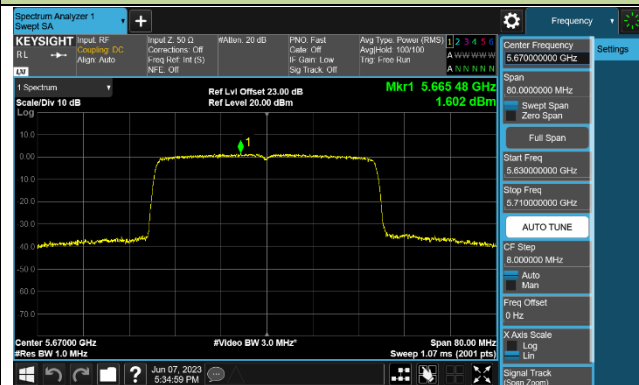 Spectrum Analyzer 1
Swept SA
+
Frequency
KEYSIGHT
RL
LXI
Input: RF
Coupling: DC
Align: Auto
Input Z: 50 Ω
Corrections: Off
Freq Ref: Int (S)
NFE: Off
#Atten: 20 dB
PNO: Fast
Gate: Off
IF Gain: Low
Sig Track: Off
Avg Type: Power (RMS)
Avg|Hold: 100/100
Trig: Free Run
1 2 3 4 5 6
A W W W W W
A N N N N N
1 Spectrum
Scale/Div 10 dB
Log
Ref Lvl Offset 23.00 dB
Ref Level 20.00 dBm
Mkr1 5.665 48 GHz
1.602 dBm
1
10.0
0.00
-10.0
-20.0
-30.0
-40.0
-50.0
-60.0
-70.0
Center 5.67000 GHz
#Res BW 1.0 MHz
#Video BW 3.0 MHz*
Span 80.00 MHz
Sweep 1.07 ms (2001 pts)
Jun 07, 2023
5:34:59 PM
?
Center Frequency
5.670000000 GHz
Settings
Span
80.0000000 MHz
Swept Span
Zero Span
Full Span
Start Freq
5.630000000 GHz
Stop Freq
5.710000000 GHz
AUTO TUNE
CF Step
8.000000 MHz
Auto
Man
Freq Offset
0 Hz
X Axis Scale
Log
Lin
Signal Track
(Span Zoom)